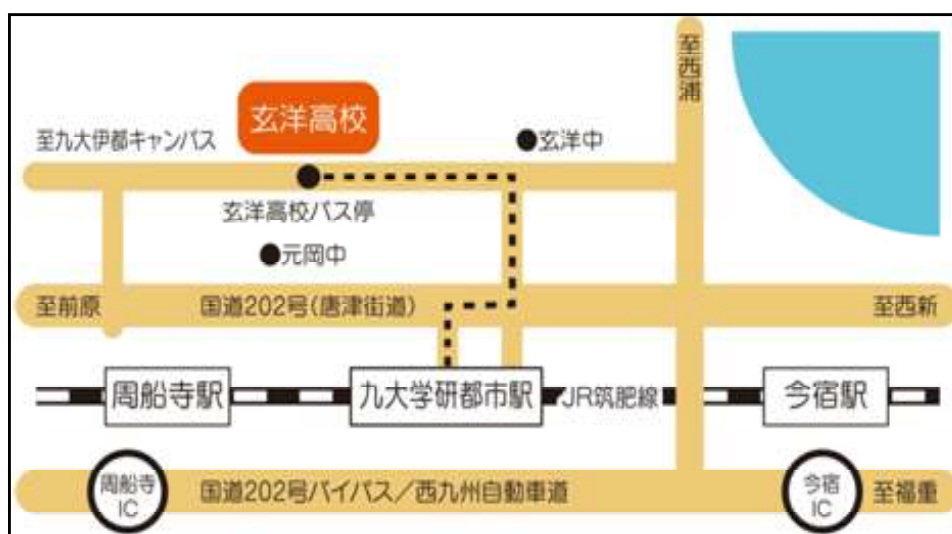 至西浦
玄洋高校
至九大伊都キャンパス
玄洋中
玄洋高校バス停
元岡中
至前原
国道202号(唐津街道)
至西新
周船寺駅
九大学研都市駅
JR筑肥線
今宿駅
周船寺
IC
国道202号バイパス/西九州自動車道
今宿
IC
至福重